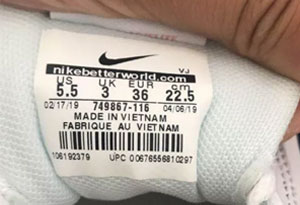 VJ
nikebetterworld.com
US UK EUR cm
5.5 3 36 22.5
02/17/19 749867-116 04/06/19
MADE IN VIETNAM
FABRIQUE AU VIETNAM
106192379 UPC 00676556810297